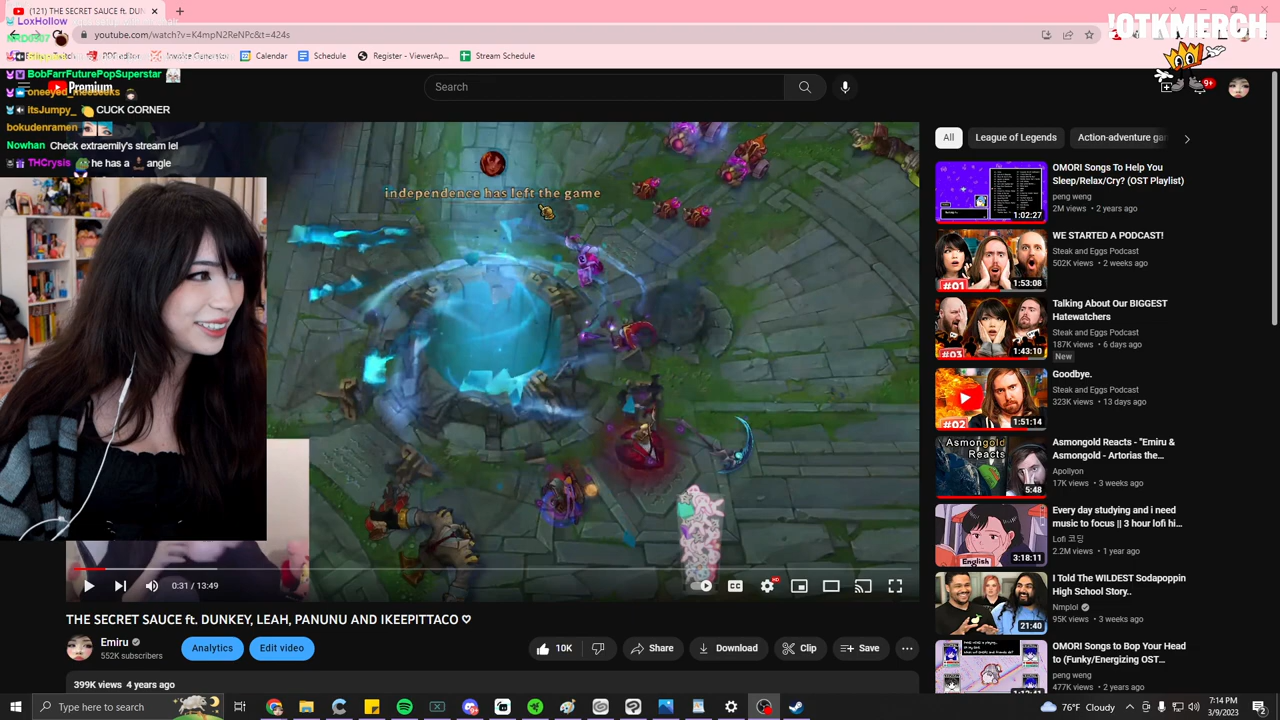 (121) THE SECRET SAUCE ft. DUN
LoxHollow
!OTKMERCH
youtube.com/watch?v=K4mpN2ReNPc&t=424s
Calendar
Schedule
Register - ViewerAp...
Stream Schedule
BobFarrFuturePopSuperstar
Premium
Search
9+
oneeyed_meeseeks
ItsJumpy_ CUCK CORNER
bokudenramen
Nowhan Check extraemily's stream lel
THCrysis he has a angle
independence has left the game
All
League of Legends
Action-adventure gam
OMORI Songs To Help You
Sleep/Relax/Cry? (OST Playlist)
peng weng
2M views • 2 years ago
1:02:27
WE STARTED A PODCAST!
Steak and Eggs Podcast
502K views • 2 weeks ago
#01
1:53:08
Talking About Our BIGGEST
Hatewatchers
Steak and Eggs Podcast
187K views • 6 days ago
New
#03
1:43:10
Goodbye.
Steak and Eggs Podcast
323K views • 13 days ago
#02
1:51:14
Asmongold Reacts - "Emiru &
Asmongold - Artorias the...
Apollyon
17K views • 3 weeks ago
Asmongold
Reacts
5:48
Every day studying and i need
music to focus || 3 hour lofi hi...
Lofi 코딩
2.2M views • 1 year ago
English
3:18:11
I Told The WILDEST Sodapoppin
High School Story..
Nmplol
95K views • 3 weeks ago
21:40
OMORI Songs to Bop Your Head
to (Funky/Energizing OST...
peng weng
477K views • 2 years ago
1:12:41
0:31 / 13:49
CC
HD
THE SECRET SAUCE ft. DUNKEY, LEAH, PANUNU AND IKEEPITTACO ♡
Emiru
552K subscribers
Analytics
Edit video
10K
Share
Download
Clip
Save
399K views 4 years ago
Type here to search
76°F Cloudy
7:14 PM
3/9/2023
2